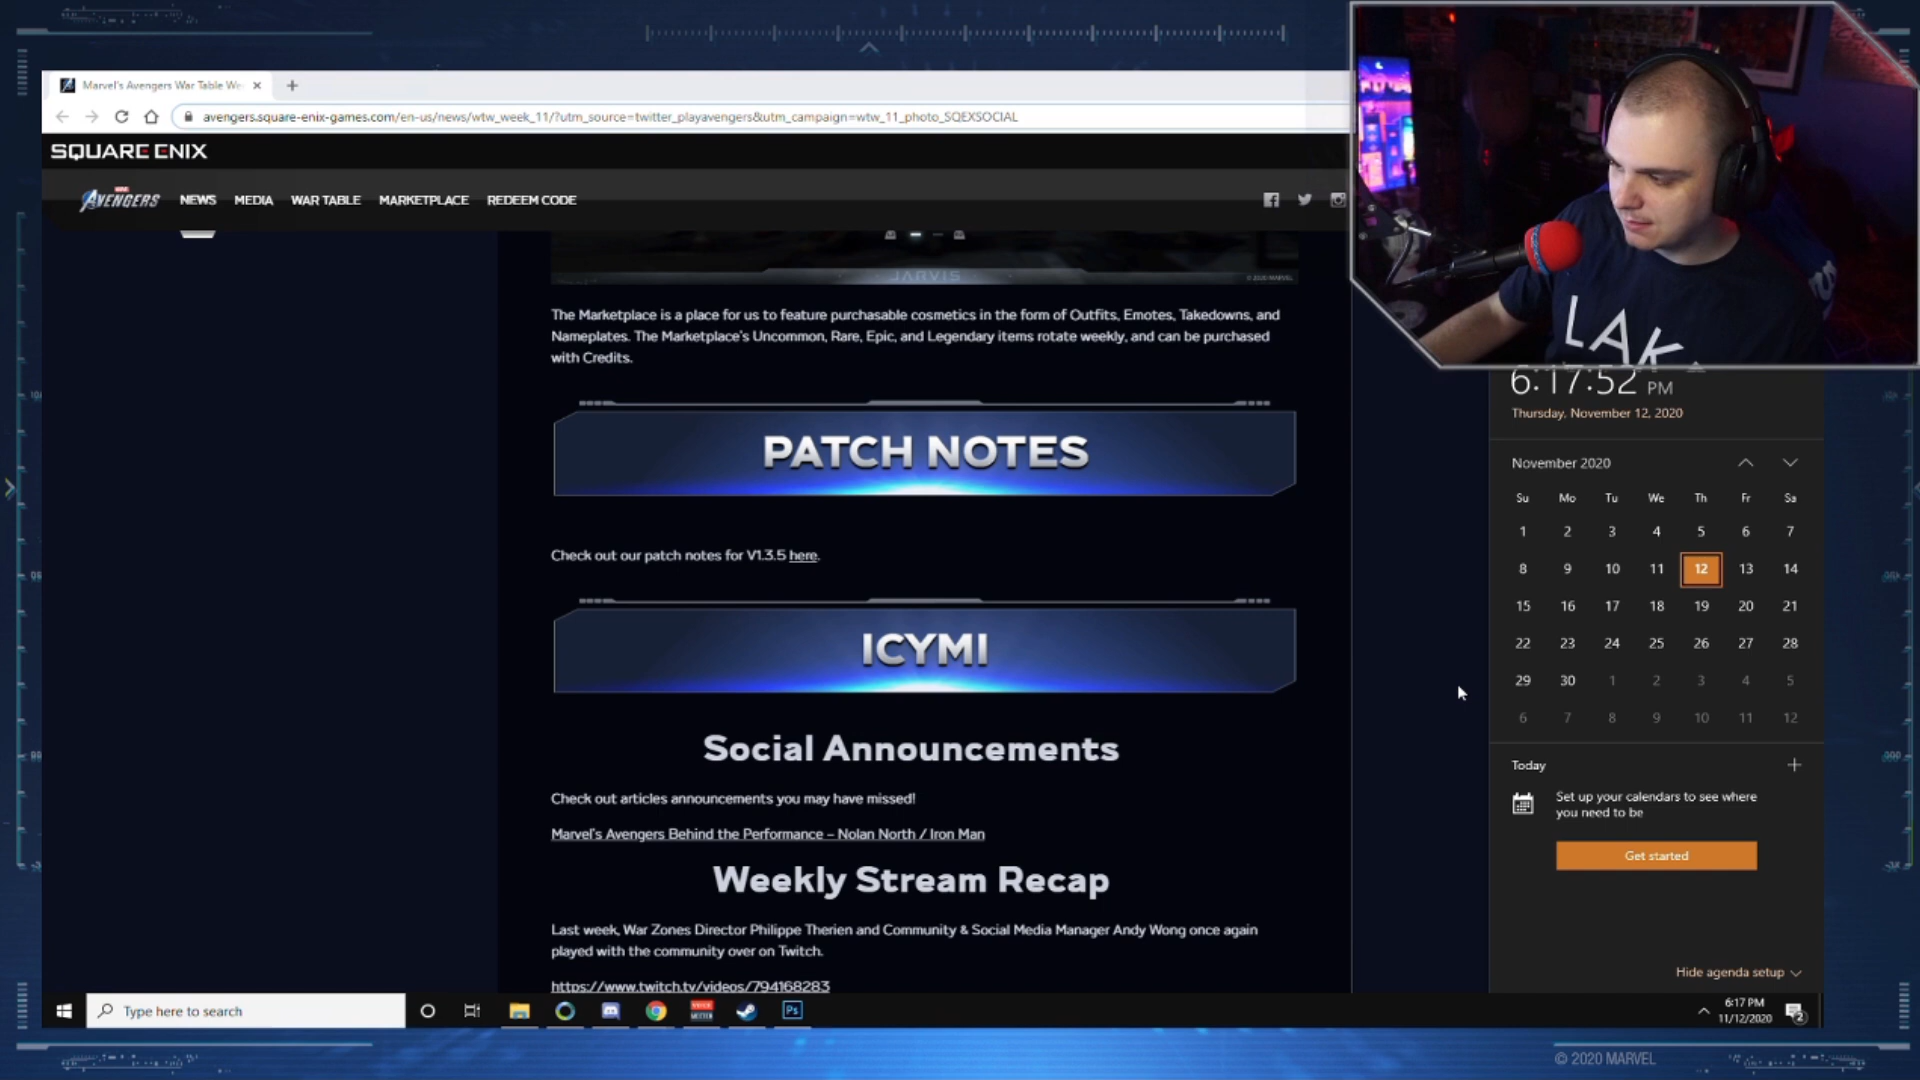 Marvel's Avengers War Table We
avengers.square-enix-games.com/en-us/news/wtw_week_11/?utm_source=twitter_playavengers&utm_campaign=wtw_11_photo_SQEXSOCIAL
SQUARE ENIX
AVENGERS NEWS MEDIA WAR TABLE MARKETPLACE REDEEM CODE
JARVIS
© 2020 MARVEL
The Marketplace is a place for us to feature purchasable cosmetics in the form of Outfits, Emotes, Takedowns, and
Nameplates. The Marketplace's Uncommon, Rare, Epic, and Legendary items rotate weekly, and can be purchased
with Credits.
PATCH NOTES
Check out our patch notes for V1.3.5 here.
ICYMI
Social Announcements
Check out articles announcements you may have missed!
Marvel's Avengers Behind the Performance – Nolan North / Iron Man
Weekly Stream Recap
Last week, War Zones Director Philippe Therien and Community & Social Media Manager Andy Wong once again
played with the community over on Twitch.
https://www.twitch.tv/videos/794168283
LAK
6:17:52 PM
Thursday, November 12, 2020
November 2020
Su Mo Tu We Th Fr Sa
1 2 3 4 5 6 7
8 9 10 11 12 13 14
15 16 17 18 19 20 21
22 23 24 25 26 27 28
29 30 1 2 3 4 5
6 7 8 9 10 11 12
Today
Set up your calendars to see where
you need to be
Get started
Hide agenda setup
Type here to search
Ps
6:17 PM
11/12/2020
2
© 2020 MARVEL